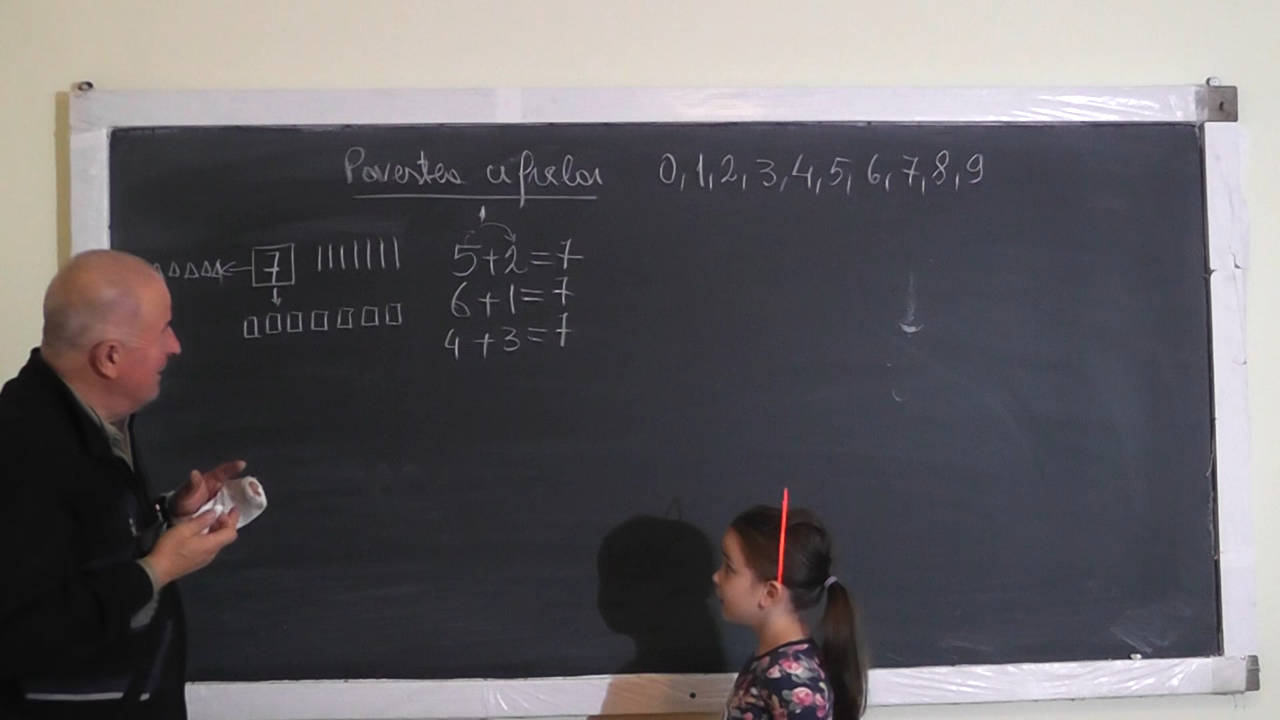 Povestea cifrelor 0,1,2,3,4,5,6,7,8,9
7
5+2=7
6+1=7
4+3=7